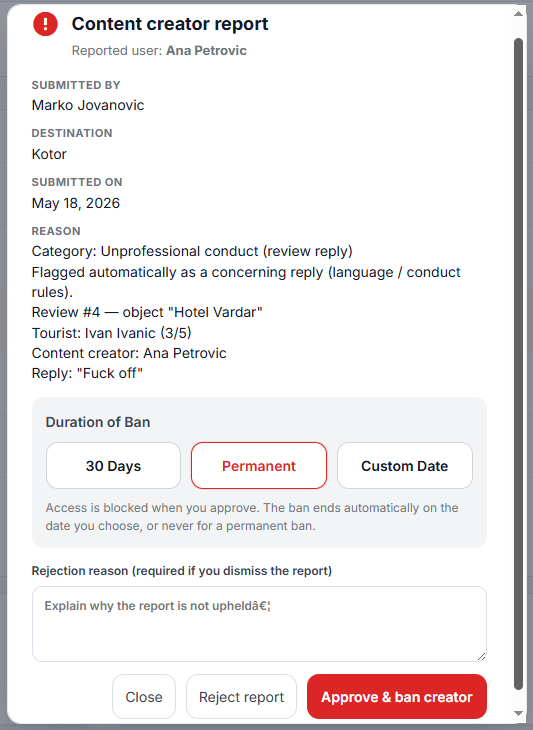 Content creator report
Reported user: Ana Petrovic
SUBMITTED BY
Marko Jovanovic
DESTINATION
Kotor
SUBMITTED ON
May 18, 2026
REASON
Category: Unprofessional conduct (review reply)
Flagged automatically as a concerning reply (language / conduct
rules).
Review #4 — object "Hotel Vardar"
Tourist: Ivan Ivanic (3/5)
Content creator: Ana Petrovic
Reply: "Fuck off"
Duration of Ban
30 Days
Permanent
Custom Date
Access is blocked when you approve. The ban ends automatically on the
date you choose, or never for a permanent ban.
Rejection reason (required if you dismiss the report)
Explain why the report is not upheldâ€¦
Close
Reject report
Approve & ban creator